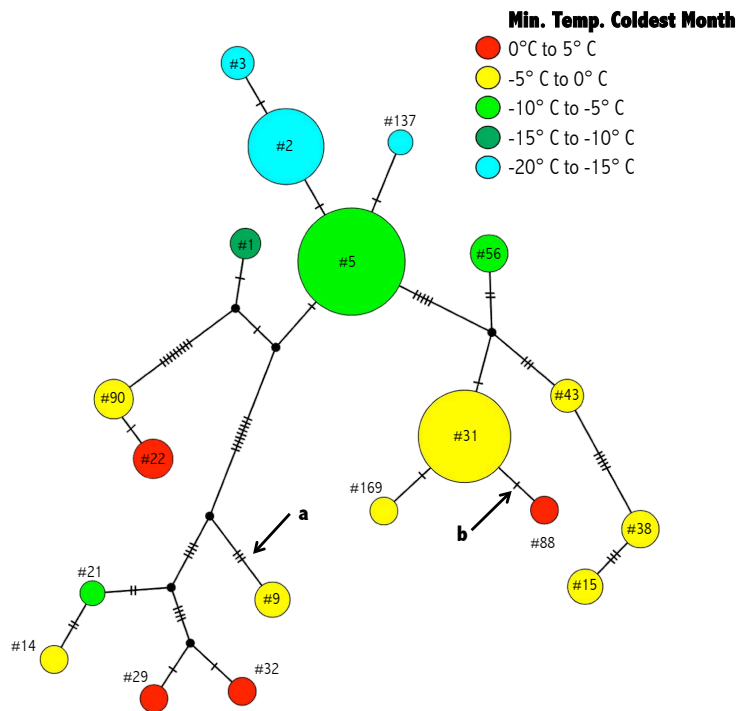 Min. Temp. Coldest Month
0°C to 5° C
-5° C to 0° C
-10° C to -5° C
-15° C to -10° C
-20° C to -15° C
#3
#137
#2
#1
#56
#5
#90
#43
#31
#22
#169
a
b
#38
#88
#21
#15
#9
#14
#32
#29